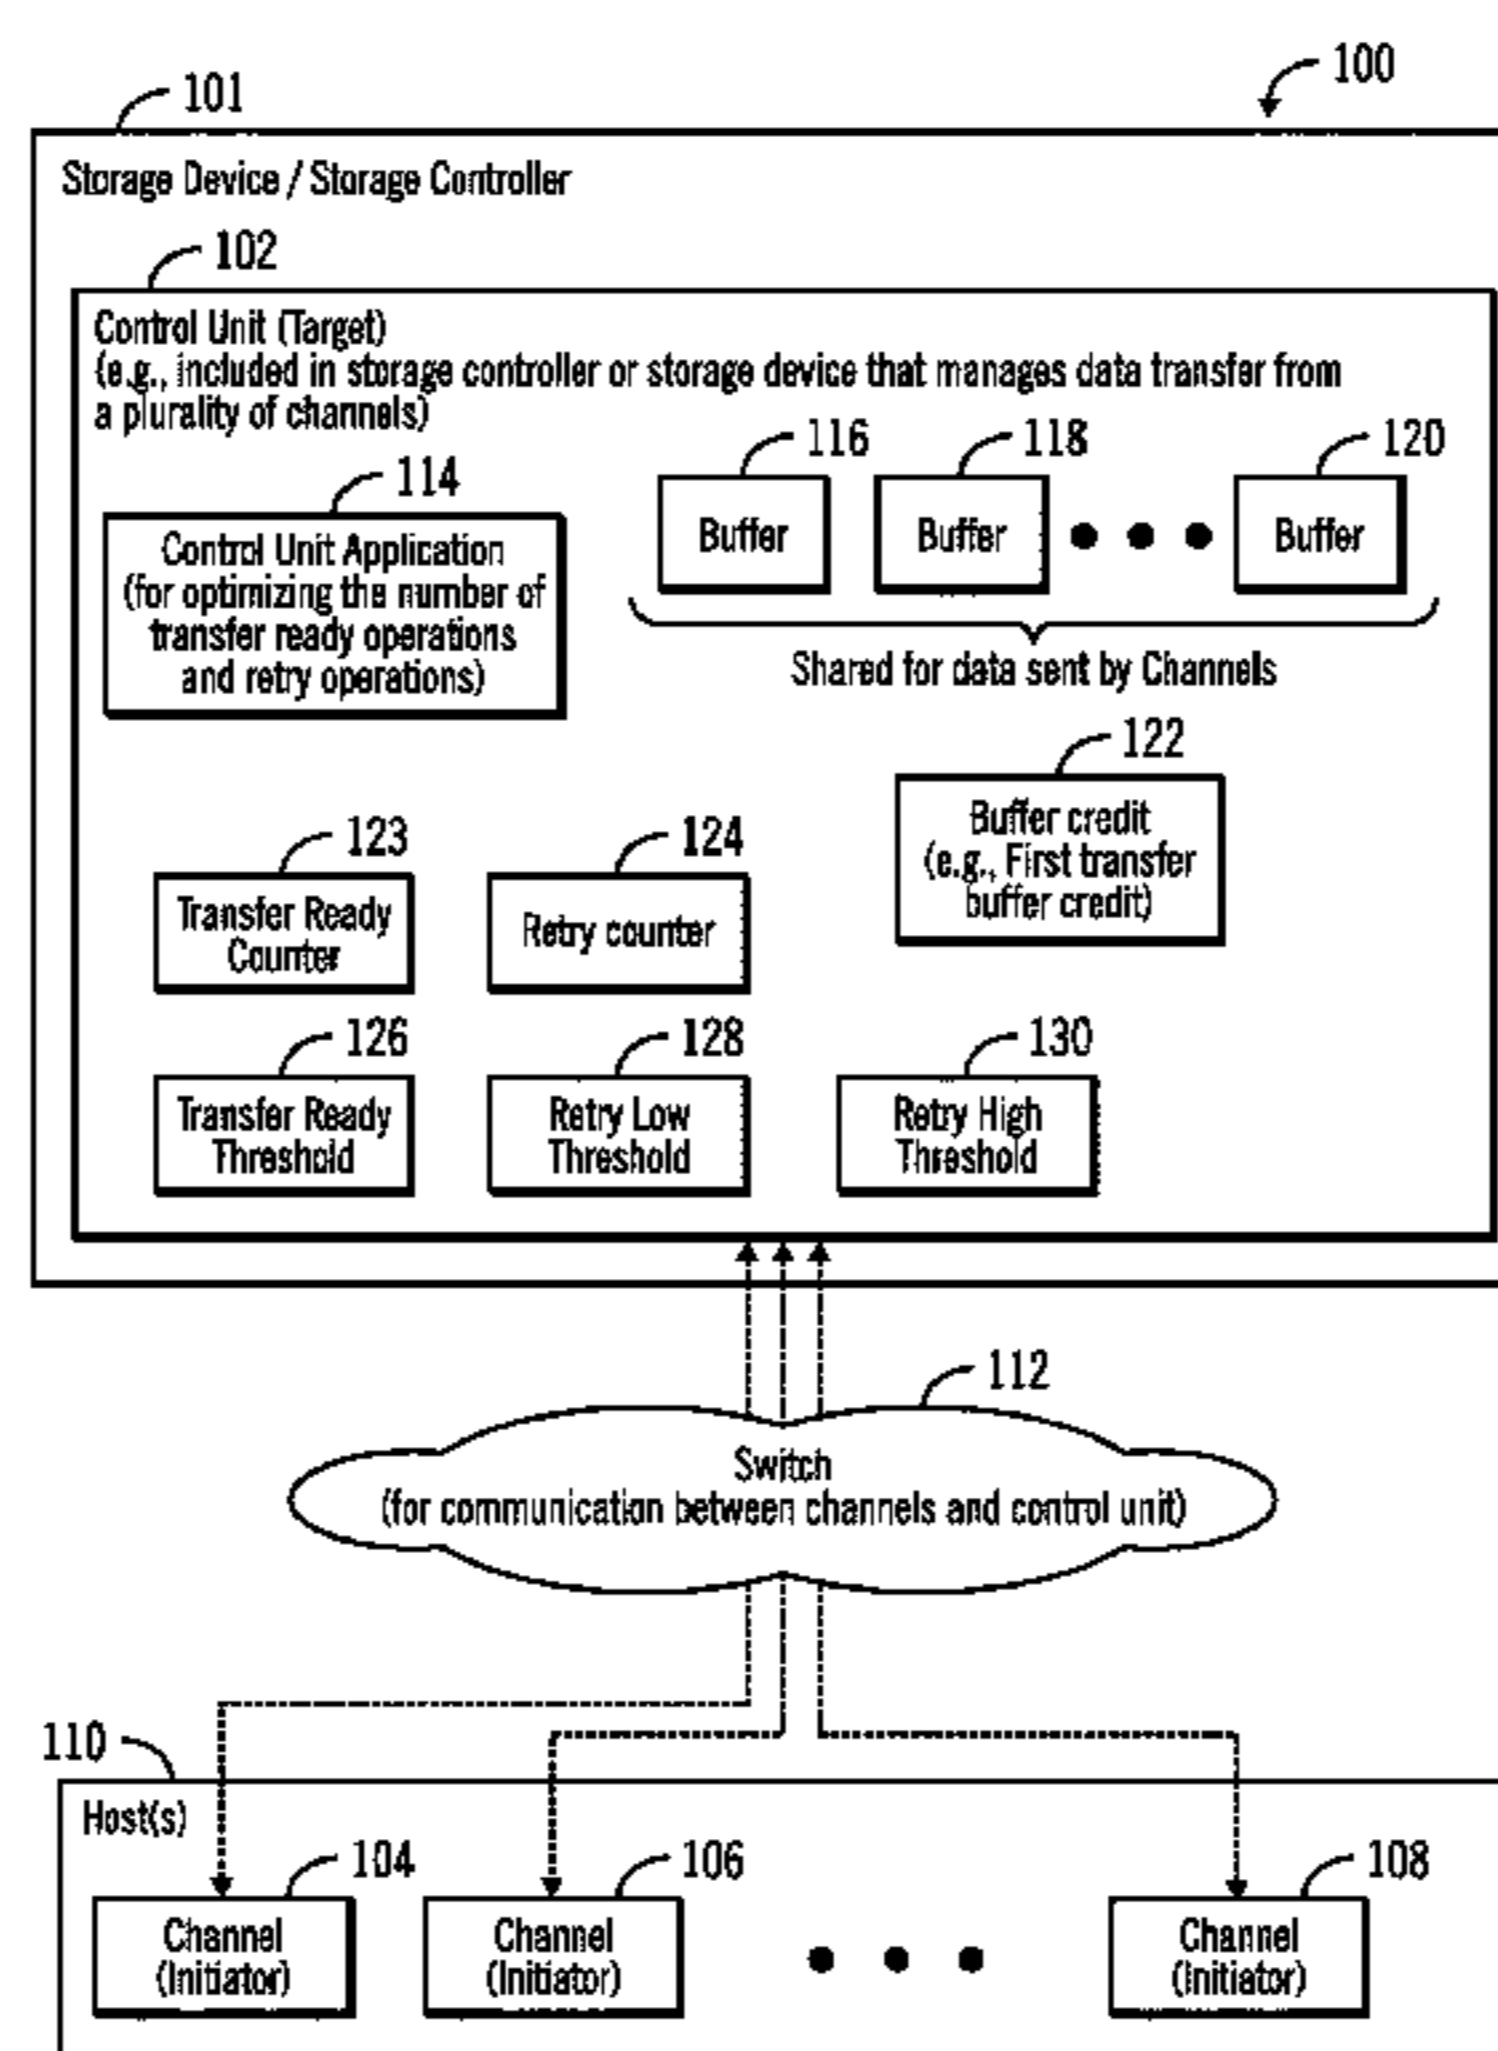 100
101
Storage Device / Storage Controller
102
Control Unit (Target)
(e.g., included in storage controller or storage device that manages data transfer from
a plurality of channels)
116
118
120
114
Buffer
Buffer
Buffer
Control Unit Application
(for optimizing the number of
transfer ready operations
and retry operations)
Shared for data sent by Channels
122
Buffer credit
(e.g., First transfer
buffer credit)
123
Transfer Ready
Counter
124
Retry counter
126
Transfer Ready
Threshold
128
Retry Low
Threshold
130
Retry High
Threshold
112
Switch
(for communication between channels and control unit)
110
Host(s)
104
Channel
(Initiator)
106
Channel
(Initiator)
108
Channel
(Initiator)